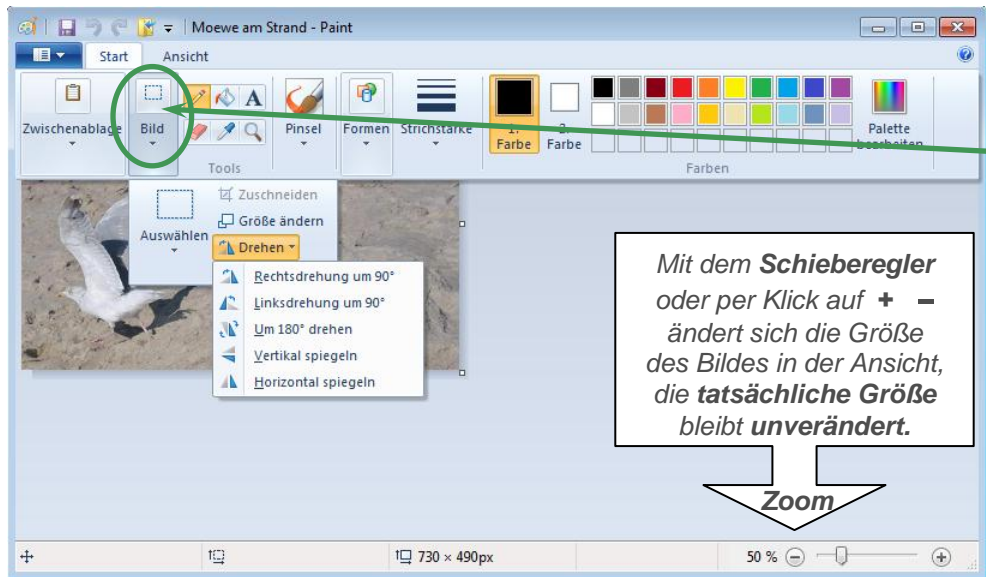 Moewe am Strand - Paint
Start Ansicht
Zwischenablage Bild A Pinsel Formen Strichstärke 1. Farbe 2. Farbe Palette bearbeiten
Tools Farben
Auswählen
Zuschneiden
Größe ändern
Drehen
Rechtsdrehung um 90°
Linksdrehung um 90°
Um 180° drehen
Vertikal spiegeln
Horizontal spiegeln
Mit dem Schieberegler
oder per Klick auf + –
ändert sich die Größe
des Bildes in der Ansicht,
die tatsächliche Größe
bleibt unverändert.
Zoom
730 × 490px 50 %